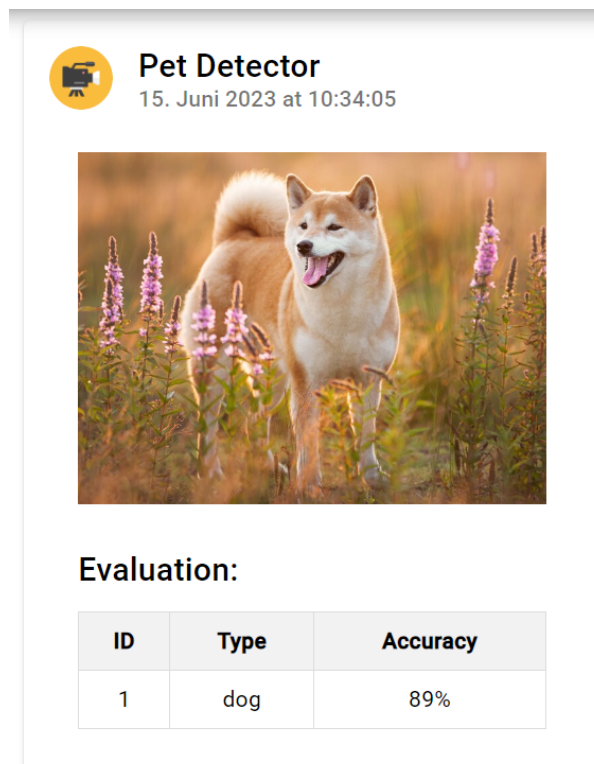 Pet Detector
15. Juni 2023 at 10:34:05
Evaluation:
ID Type Accuracy
1 dog 89%